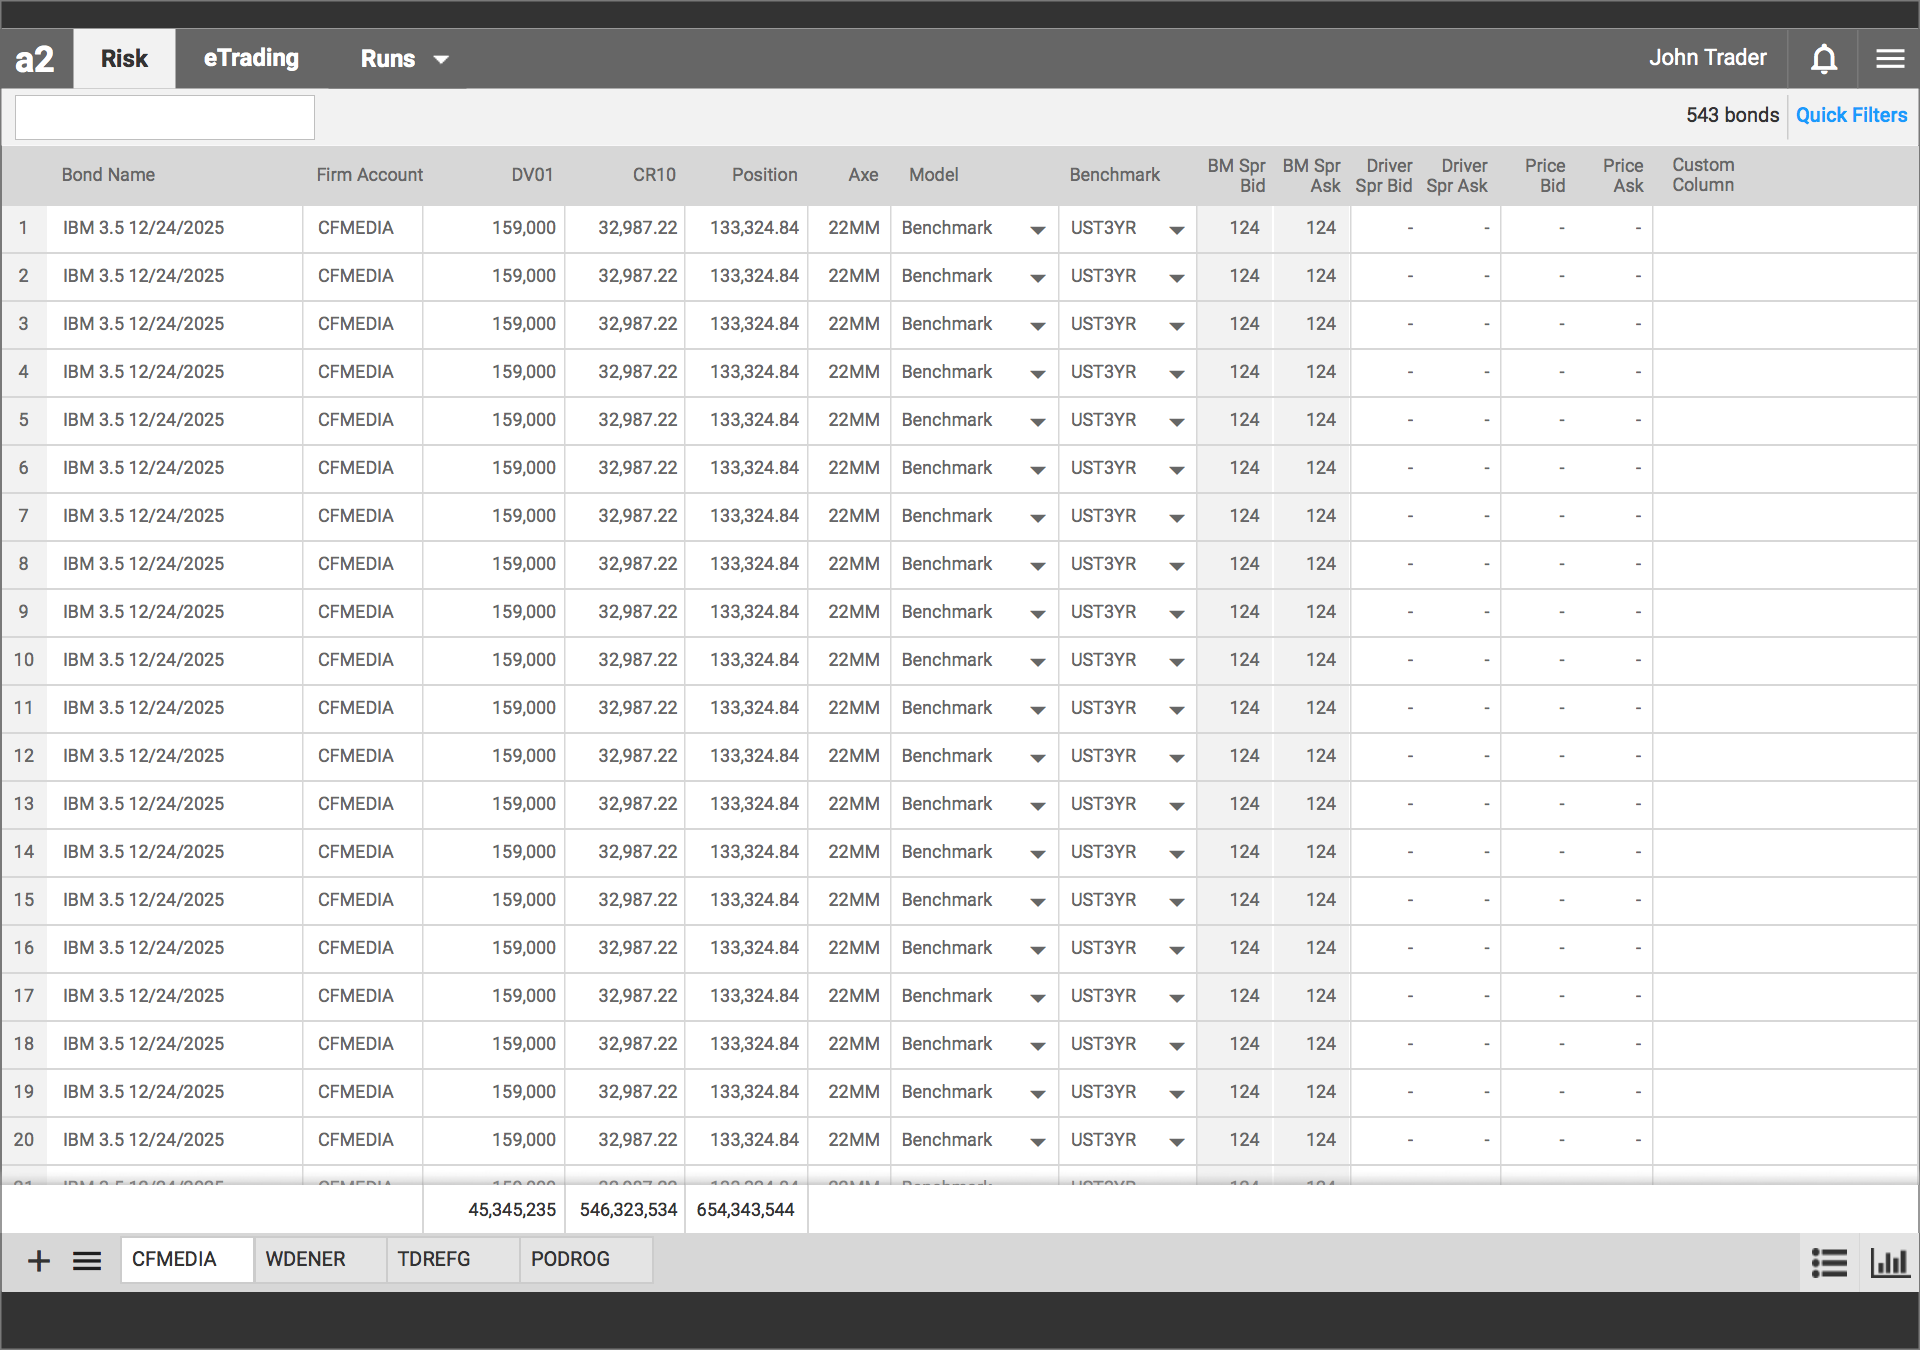 a2 Risk eTrading Runs John Trader
543 bonds Quick Filters
Bond Name Firm Account DV01 CR10 Position Axe Model Benchmark BM Spr Bid BM Spr Ask Driver Spr Bid Driver Spr Ask Price Bid Price Ask Custom Column
1 IBM 3.5 12/24/2025 CFMEDIA 159,000 32,987.22 133,324.84 22MM Benchmark UST3YR 124 124 - - - -
2 IBM 3.5 12/24/2025 CFMEDIA 159,000 32,987.22 133,324.84 22MM Benchmark UST3YR 124 124 - - - -
3 IBM 3.5 12/24/2025 CFMEDIA 159,000 32,987.22 133,324.84 22MM Benchmark UST3YR 124 124 - - - -
4 IBM 3.5 12/24/2025 CFMEDIA 159,000 32,987.22 133,324.84 22MM Benchmark UST3YR 124 124 - - - -
5 IBM 3.5 12/24/2025 CFMEDIA 159,000 32,987.22 133,324.84 22MM Benchmark UST3YR 124 124 - - - -
6 IBM 3.5 12/24/2025 CFMEDIA 159,000 32,987.22 133,324.84 22MM Benchmark UST3YR 124 124 - - - -
7 IBM 3.5 12/24/2025 CFMEDIA 159,000 32,987.22 133,324.84 22MM Benchmark UST3YR 124 124 - - - -
8 IBM 3.5 12/24/2025 CFMEDIA 159,000 32,987.22 133,324.84 22MM Benchmark UST3YR 124 124 - - - -
9 IBM 3.5 12/24/2025 CFMEDIA 159,000 32,987.22 133,324.84 22MM Benchmark UST3YR 124 124 - - - -
10 IBM 3.5 12/24/2025 CFMEDIA 159,000 32,987.22 133,324.84 22MM Benchmark UST3YR 124 124 - - - -
11 IBM 3.5 12/24/2025 CFMEDIA 159,000 32,987.22 133,324.84 22MM Benchmark UST3YR 124 124 - - - -
12 IBM 3.5 12/24/2025 CFMEDIA 159,000 32,987.22 133,324.84 22MM Benchmark UST3YR 124 124 - - - -
13 IBM 3.5 12/24/2025 CFMEDIA 159,000 32,987.22 133,324.84 22MM Benchmark UST3YR 124 124 - - - -
14 IBM 3.5 12/24/2025 CFMEDIA 159,000 32,987.22 133,324.84 22MM Benchmark UST3YR 124 124 - - - -
15 IBM 3.5 12/24/2025 CFMEDIA 159,000 32,987.22 133,324.84 22MM Benchmark UST3YR 124 124 - - - -
16 IBM 3.5 12/24/2025 CFMEDIA 159,000 32,987.22 133,324.84 22MM Benchmark UST3YR 124 124 - - - -
17 IBM 3.5 12/24/2025 CFMEDIA 159,000 32,987.22 133,324.84 22MM Benchmark UST3YR 124 124 - - - -
18 IBM 3.5 12/24/2025 CFMEDIA 159,000 32,987.22 133,324.84 22MM Benchmark UST3YR 124 124 - - - -
19 IBM 3.5 12/24/2025 CFMEDIA 159,000 32,987.22 133,324.84 22MM Benchmark UST3YR 124 124 - - - -
20 IBM 3.5 12/24/2025 CFMEDIA 159,000 32,987.22 133,324.84 22MM Benchmark UST3YR 124 124 - - - -
45,345,235 546,323,534 654,343,544
CFMEDIA WDENER TDREFG PODROG